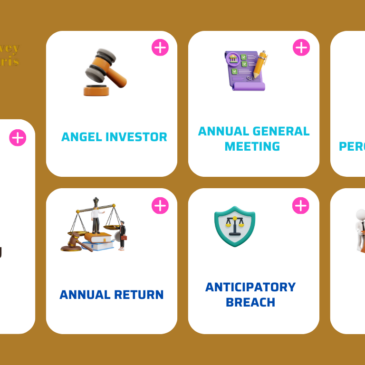 ANGEL INVESTOR
ANNUAL GENERAL
MEETING
ANNUAL RETURN
ANTICIPATORY
BREACH